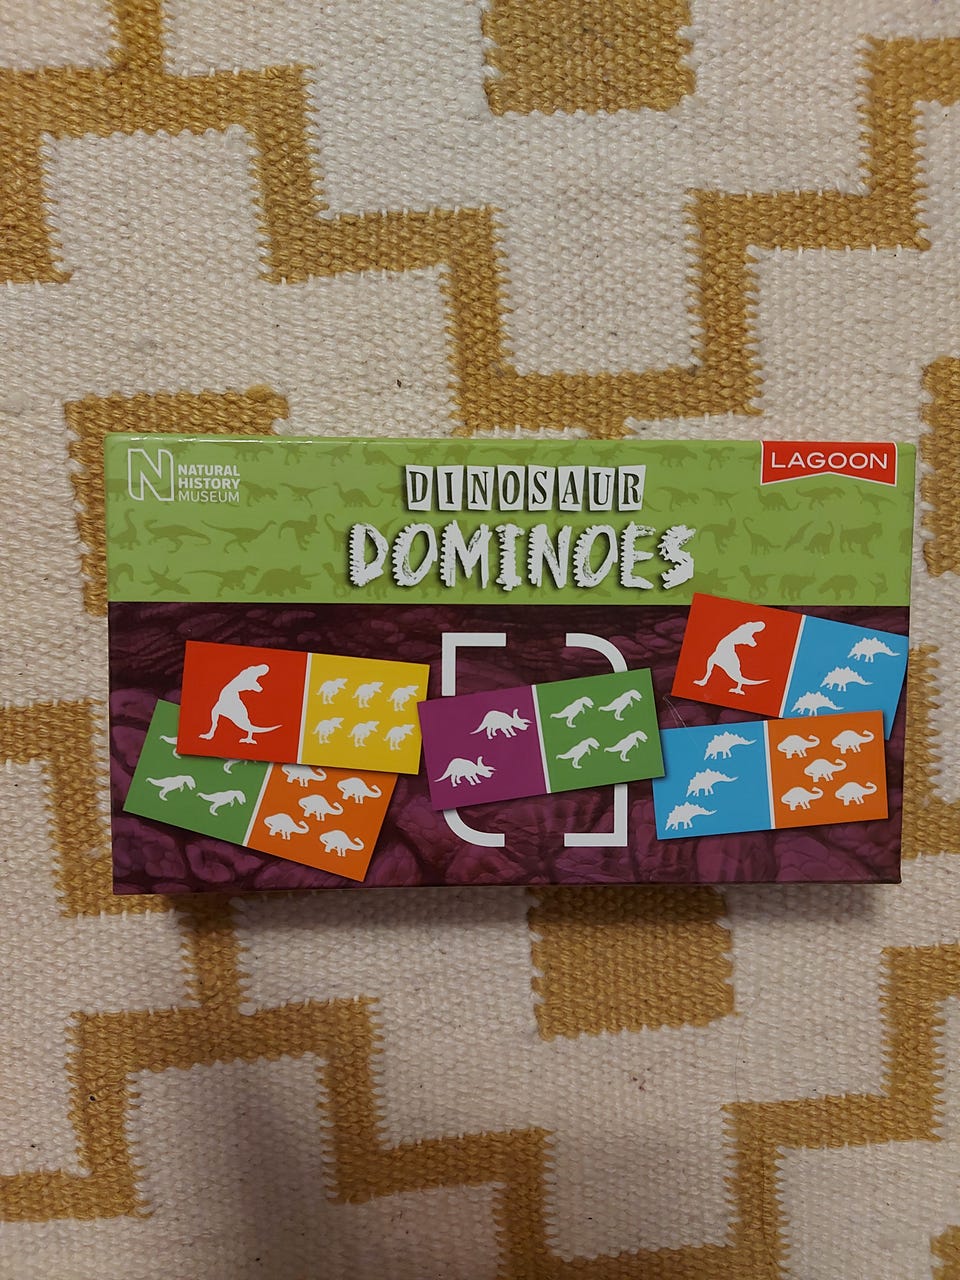 N NATURAL
HISTORY
MUSEUM
DINOSAUR
DOMINOES
LAGOON